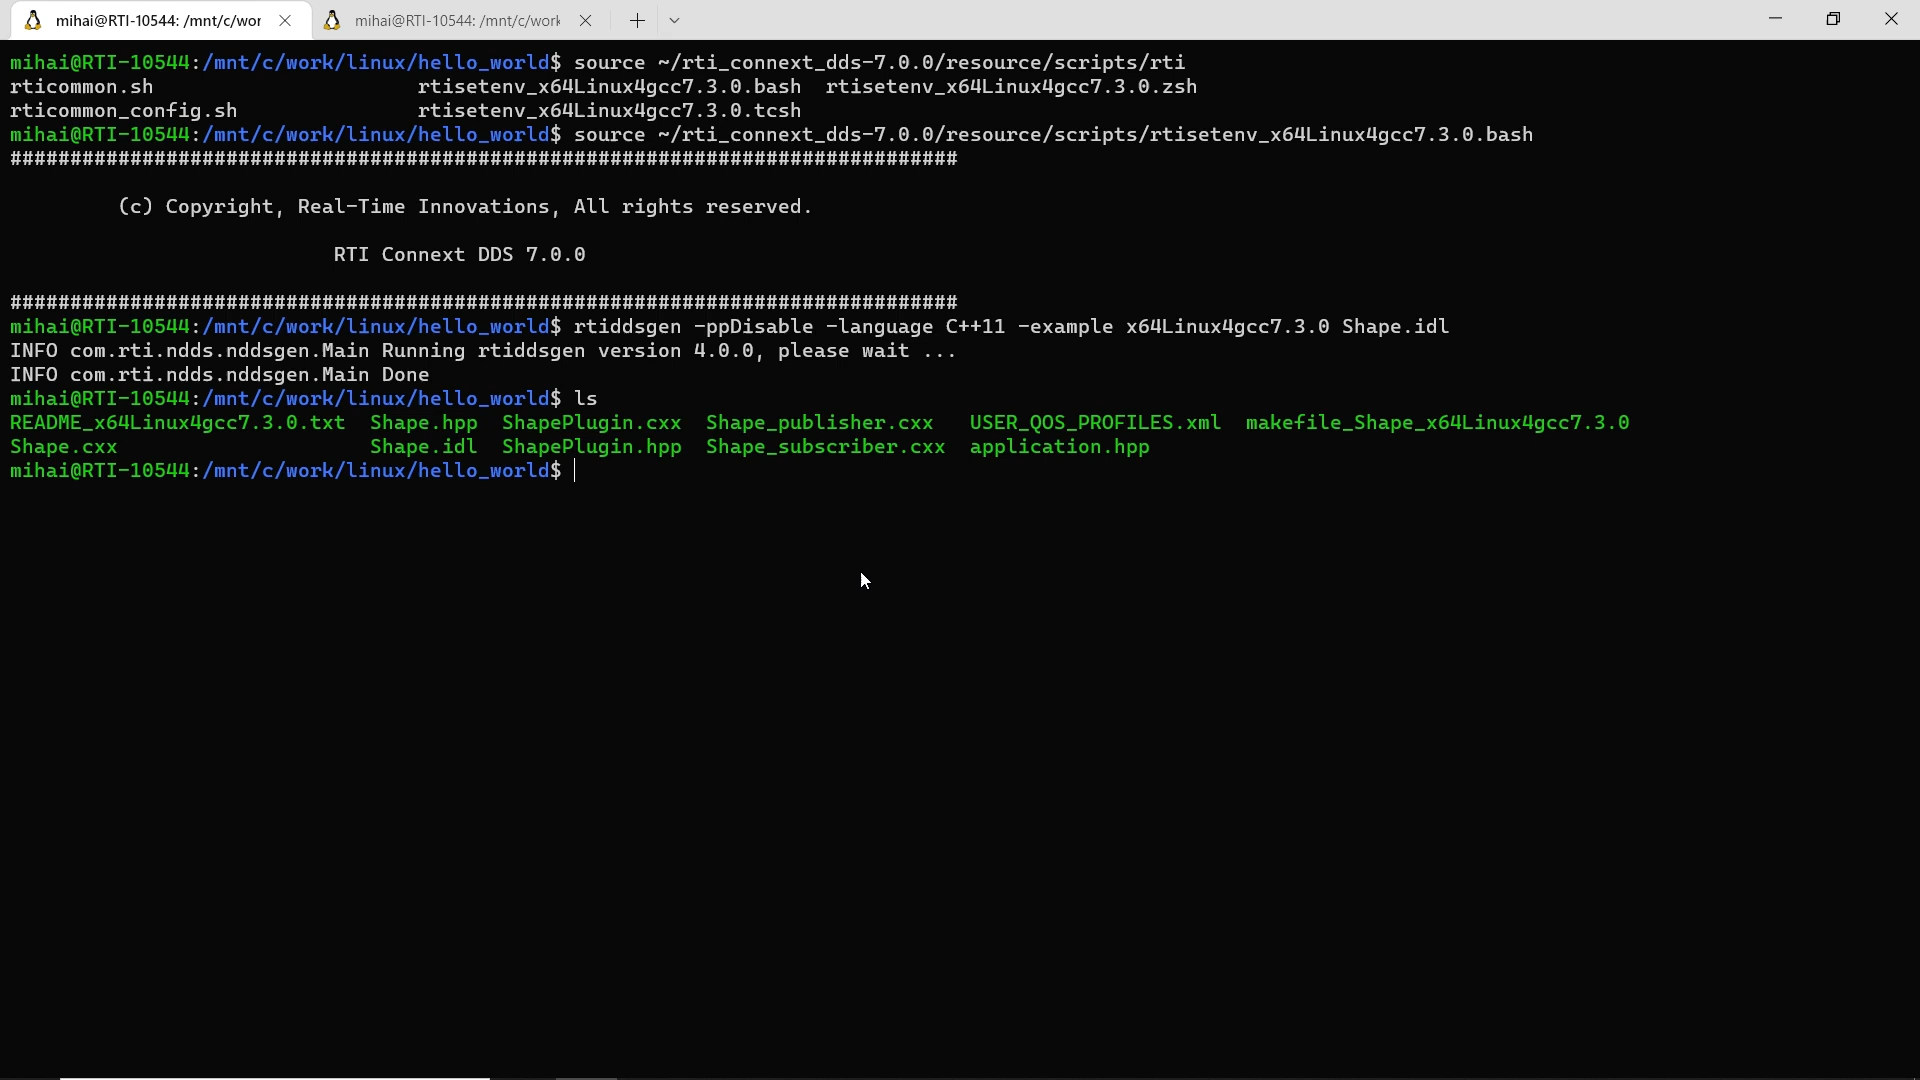 mihai@RTI-10544: /mnt/c/wor
mihai@RTI-10544: /mnt/c/work
mihai@RTI-10544:/mnt/c/work/linux/hello_world$ source ~/rti_connext_dds-7.0.0/resource/scripts/rti
rticommon.sh                      rtisetenv_x64Linux4gcc7.3.0.bash  rtisetenv_x64Linux4gcc7.3.0.zsh
rticommon_config.sh               rtisetenv_x64Linux4gcc7.3.0.tcsh
mihai@RTI-10544:/mnt/c/work/linux/hello_world$ source ~/rti_connext_dds-7.0.0/resource/scripts/rtisetenv_x64Linux4gcc7.3.0.bash
###############################################################################
(c) Copyright, Real-Time Innovations, All rights reserved.
RTI Connext DDS 7.0.0
###############################################################################
mihai@RTI-10544:/mnt/c/work/linux/hello_world$ rtiddsgen -ppDisable -language C++11 -example x64Linux4gcc7.3.0 Shape.idl
INFO com.rti.ndds.nddsgen.Main Running rtiddsgen version 4.0.0, please wait ...
INFO com.rti.ndds.nddsgen.Main Done
mihai@RTI-10544:/mnt/c/work/linux/hello_world$ ls
README_x64Linux4gcc7.3.0.txt  Shape.hpp  ShapePlugin.cxx  Shape_publisher.cxx   USER_QOS_PROFILES.xml  makefile_Shape_x64Linux4gcc7.3.0
Shape.cxx                     Shape.idl  ShapePlugin.hpp  Shape_subscriber.cxx  application.hpp
mihai@RTI-10544:/mnt/c/work/linux/hello_world$